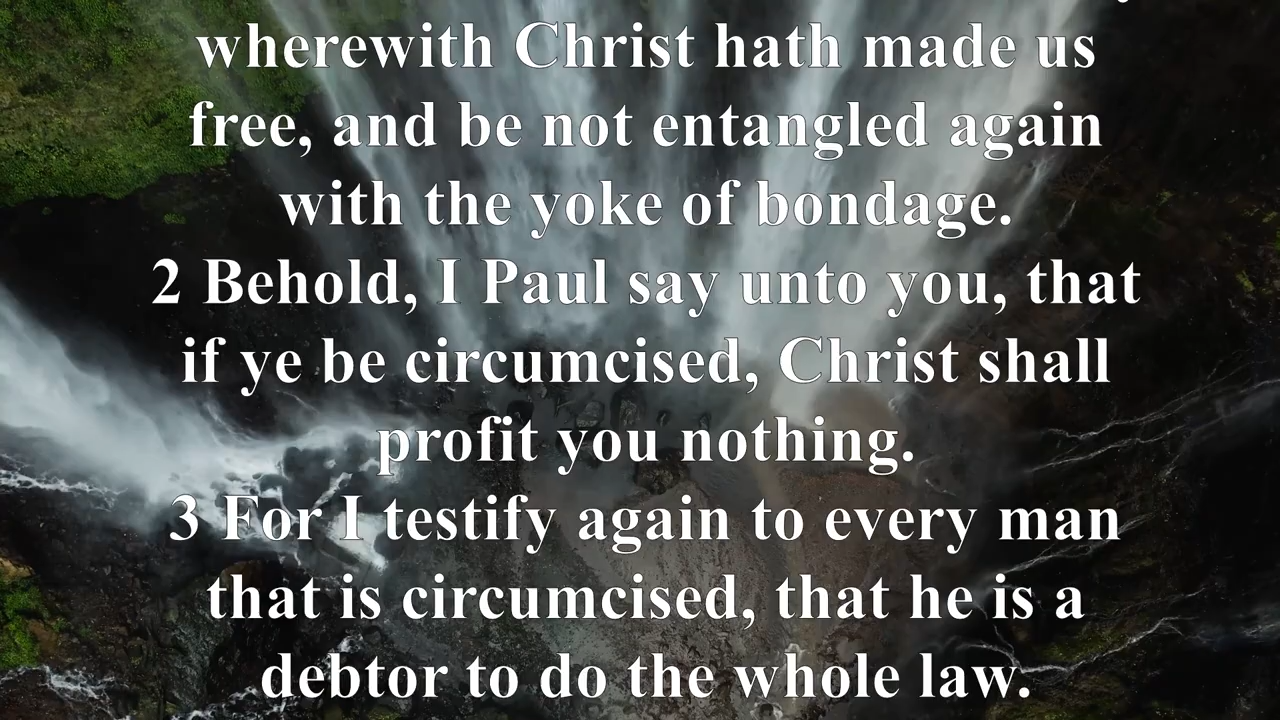 wherewith Christ hath made us
free, and be not entangled again
with the yoke of bondage.
2 Behold, I Paul say unto you, that
if ye be circumcised, Christ shall
profit you nothing.
3 For I testify again to every man
that is circumcised, that he is a
debtor to do the whole law.